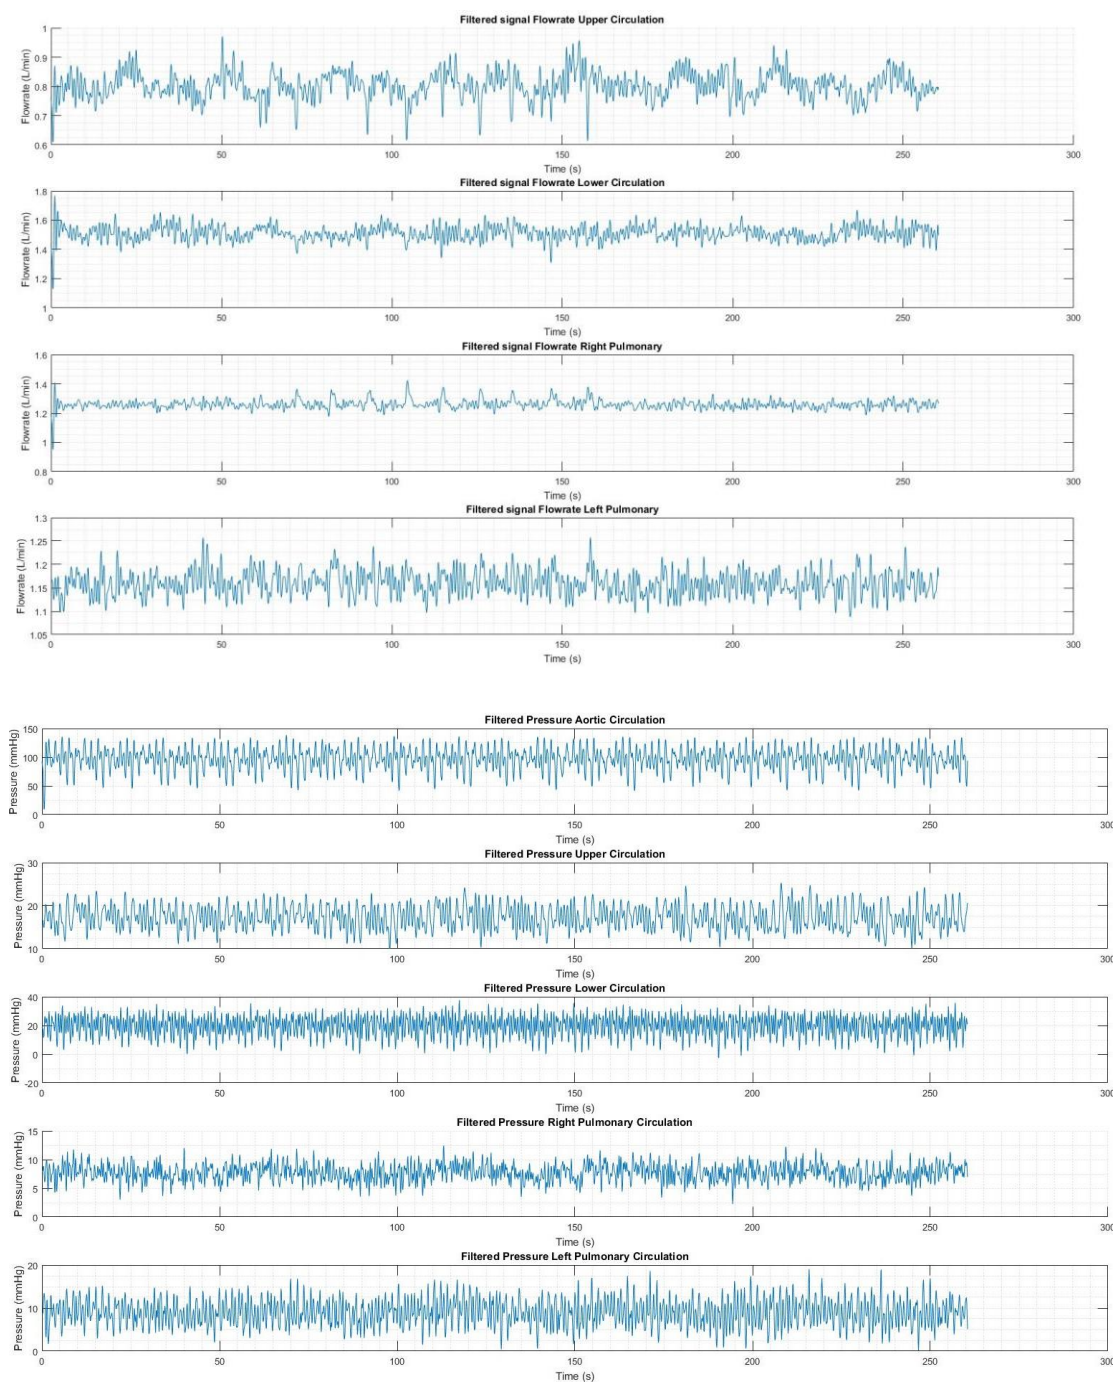 Filtered signal Flowrate Upper Circulation
Flowrate (L/min)
1
0.9
0.8
0.7
0.6
0 50 100 150 200 250 300
Time (s)
Filtered signal Flowrate Lower Circulation
Flowrate (L/min)
1.8
1.6
1.4
1.2
1
0 50 100 150 200 250 300
Time (s)
Filtered signal Flowrate Right Pulmonary
Flowrate (L/min)
1.6
1.4
1.2
1
0.8
0 50 100 150 200 250 300
Time (s)
Filtered signal Flowrate Left Pulmonary
Flowrate (L/min)
1.3
1.25
1.2
1.15
1.1
1.05
0 50 100 150 200 250 300
Time (s)
Filtered Pressure Aortic Circulation
Pressure (mmHg)
150
100
50
0
0 50 100 150 200 250 300
Time (s)
Filtered Pressure Upper Circulation
Pressure (mmHg)
30
20
10
0 50 100 150 200 250 300
Time (s)
Filtered Pressure Lower Circulation
Pressure (mmHg)
40
20
0
-20
0 50 100 150 200 250 300
Time (s)
Filtered Pressure Right Pulmonary Circulation
Pressure (mmHg)
15
10
5
0
0 50 100 150 200 250 300
Time (s)
Filtered Pressure Left Pulmonary Circulation
Pressure (mmHg)
20
10
0
0 50 100 150 200 250 300
Time (s)